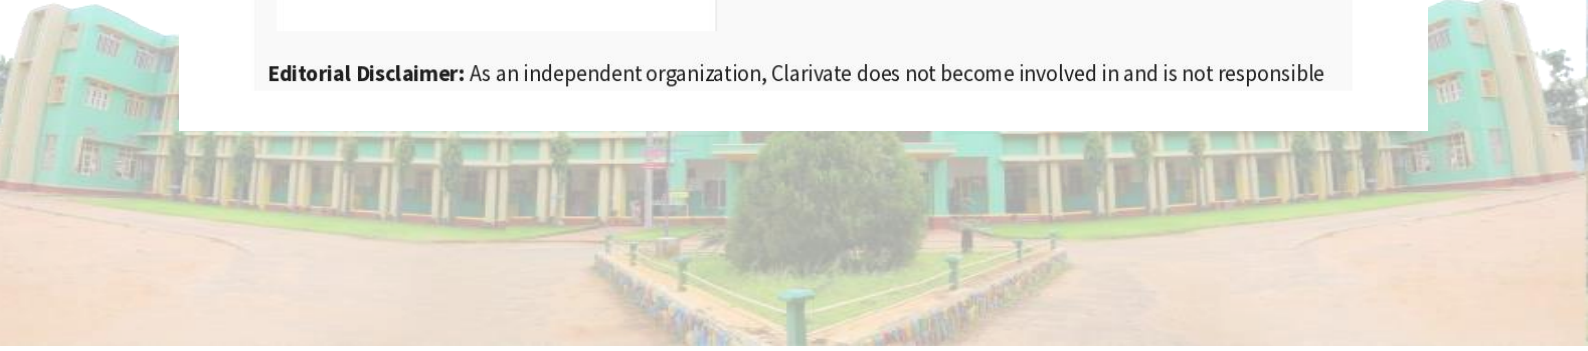 Editorial Disclaimer: As an independent organization, Clarivate does not become involved in and is not responsible